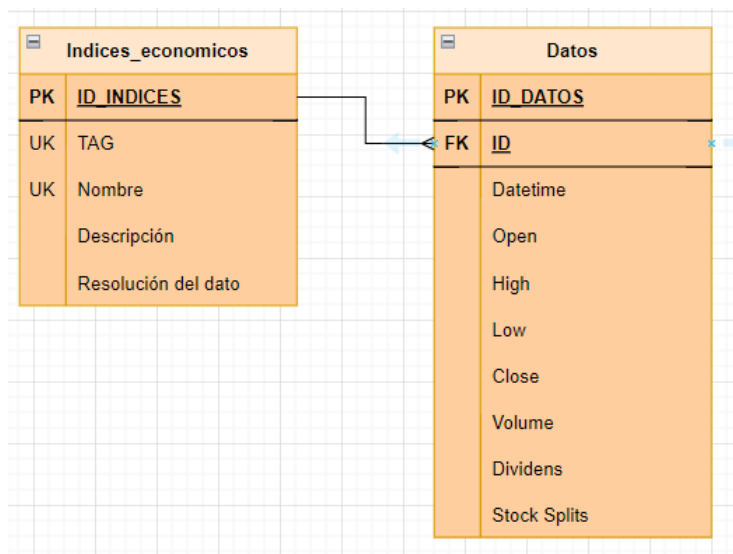 Indices_economicos
PK ID_INDICES
UK TAG
UK Nombre
Descripción
Resolución del dato
Datos
PK ID_DATOS
FK ID
Datetime
Open
High
Low
Close
Volume
Dividens
Stock Splits